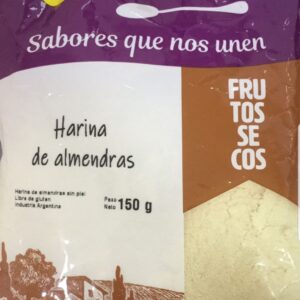 Sabores que nos unen
FRU
TOS
SE
COS
Harina
de almendras
Harina de almendras sin piel
Libre de gluten
Industria Argentina
Peso
Neto 150 g